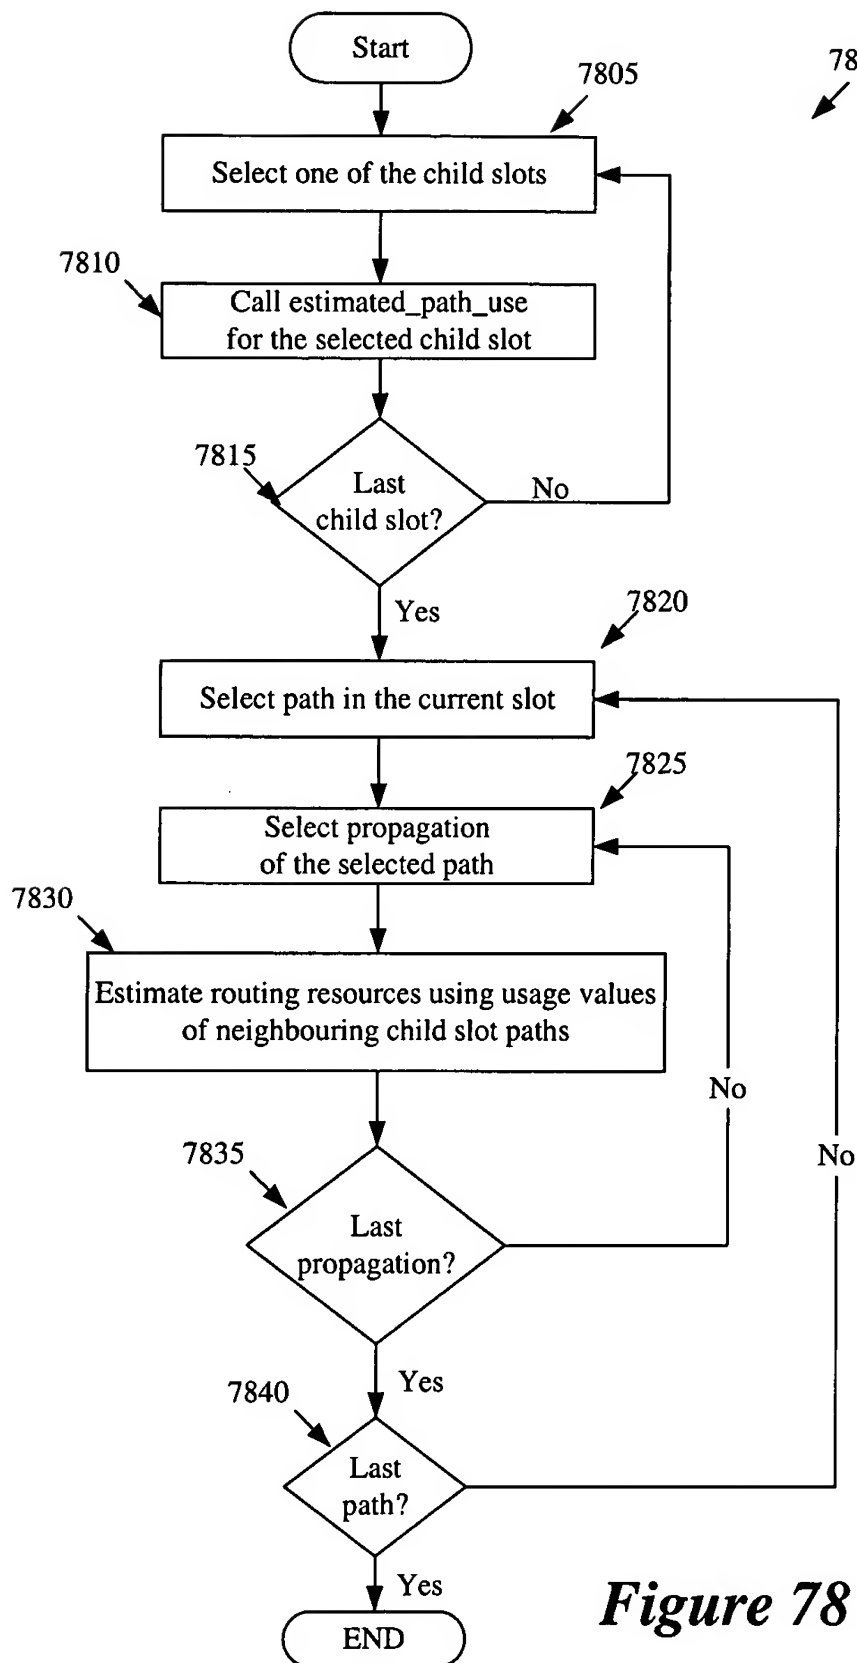 Start
78
7805
Select one of the child slots
7810
Call estimated_path_use
for the selected child slot
7815
Last
child slot?
No
Yes
7820
Select path in the current slot
7825
Select propagation
of the selected path
7830
Estimate routing resources using usage values
of neighbouring child slot paths
No
No
7835
Last
propagation?
Yes
7840
Last
path?
Yes
Figure 78
END